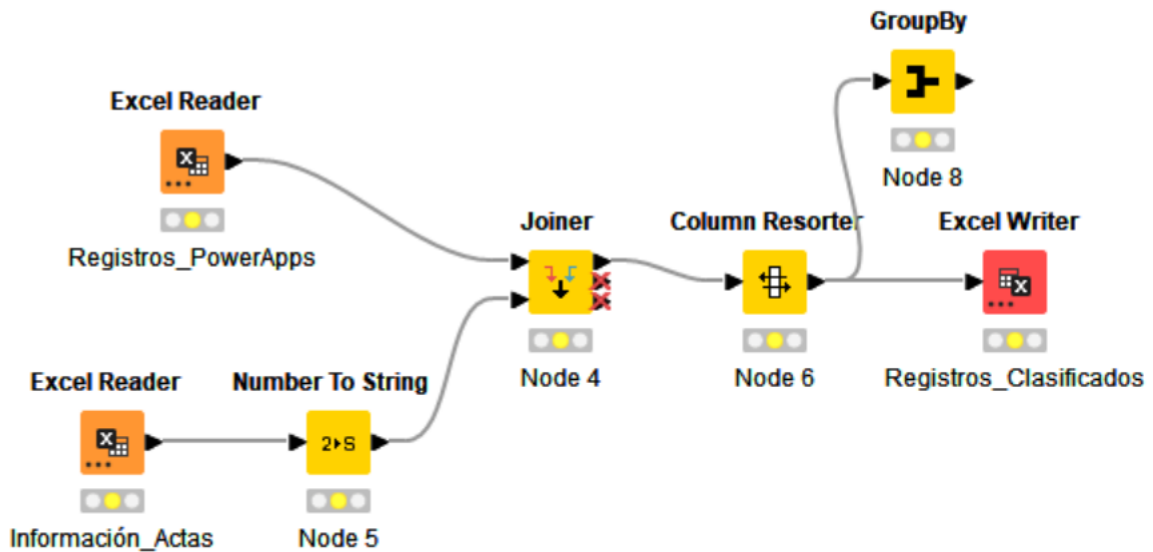 GroupBy
Node 8
Excel Reader
Registros_PowerApps
Joiner
Node 4
Column Resorter
Node 6
Excel Writer
Registros_Clasificados
Excel Reader
Información_Actas
Number To String
2▸S
Node 5